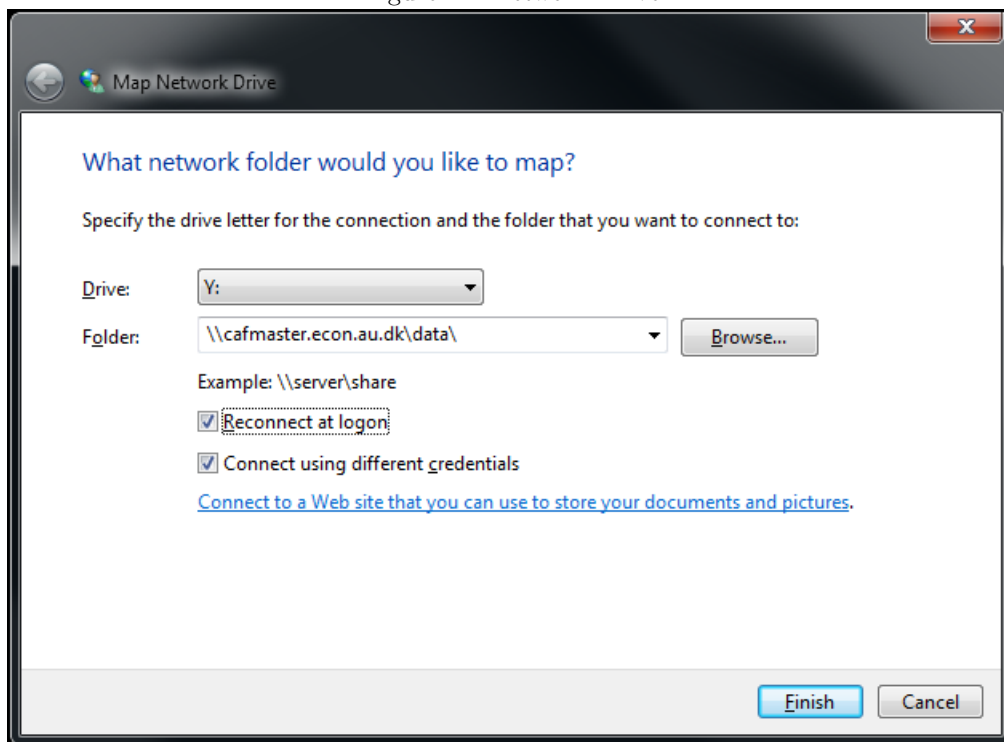 Map Network Drive
What network folder would you like to map?
Specify the drive letter for the connection and the folder that you want to connect to:
Drive: Y:
Folder: \\cafmaster.econ.au.dk\data\ Browse...
Example: \\server\share
Reconnect at logon
Connect using different credentials
Connect to a Web site that you can use to store your documents and pictures.
Finish Cancel